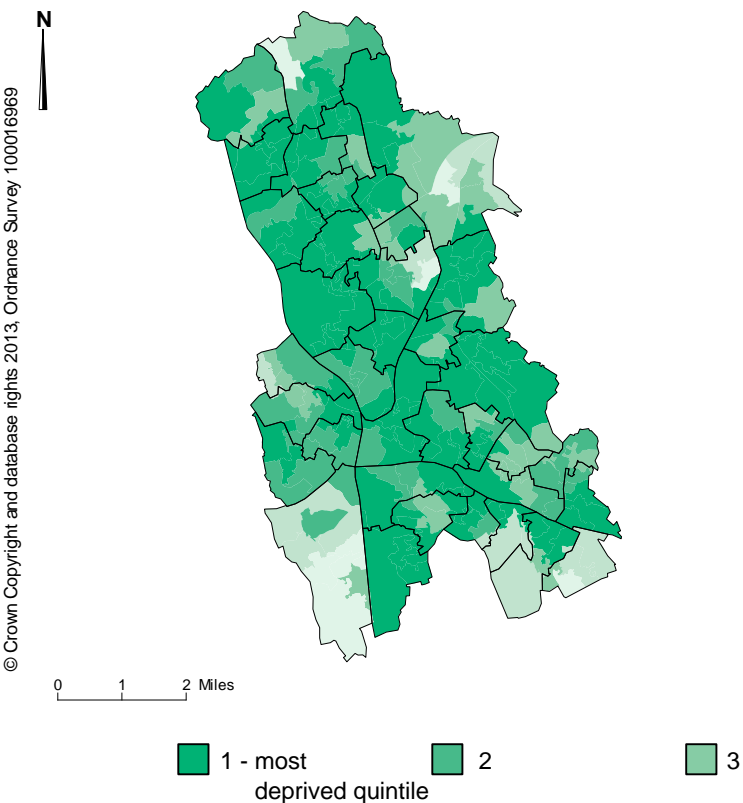 N
© Crown Copyright and database rights 2013, Ordnance Survey 100016969
0 1 2 Miles
1 - most 2 3
deprived quintile